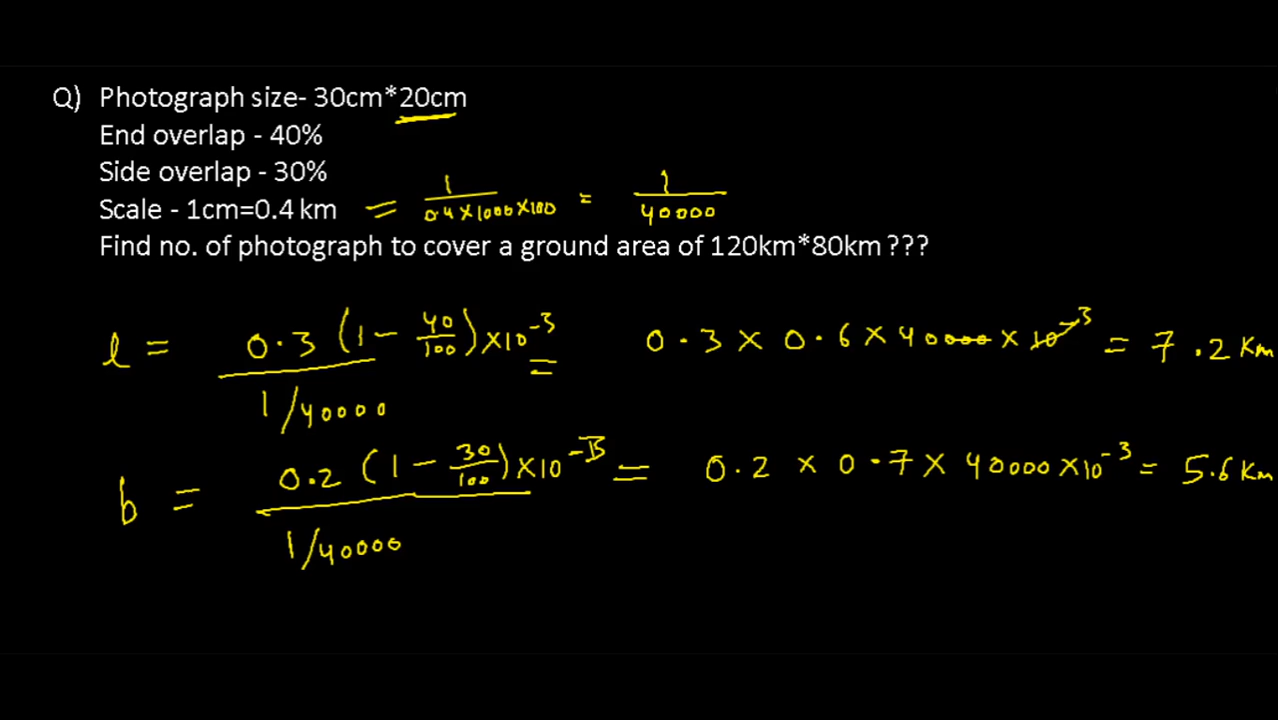 Q) Photograph size- 30cm*20cm
End overlap - 40%
Side overlap - 30%
Scale - 1cm=0.4 km = 1/(0.4×1000×100) = 1/40000
Find no. of photograph to cover a ground area of 120km*80km ???
l = 0.3 (1 - 40/100) ×10^-3 / (1/40000) 0.3 × 0.6 × 40000 × 10^-3 = 7.2 Km
b = 0.2 (1 - 30/100) ×10^-3 / (1/40000) = 0.2 × 0.7 × 40000 ×10^-3 = 5.6 Km